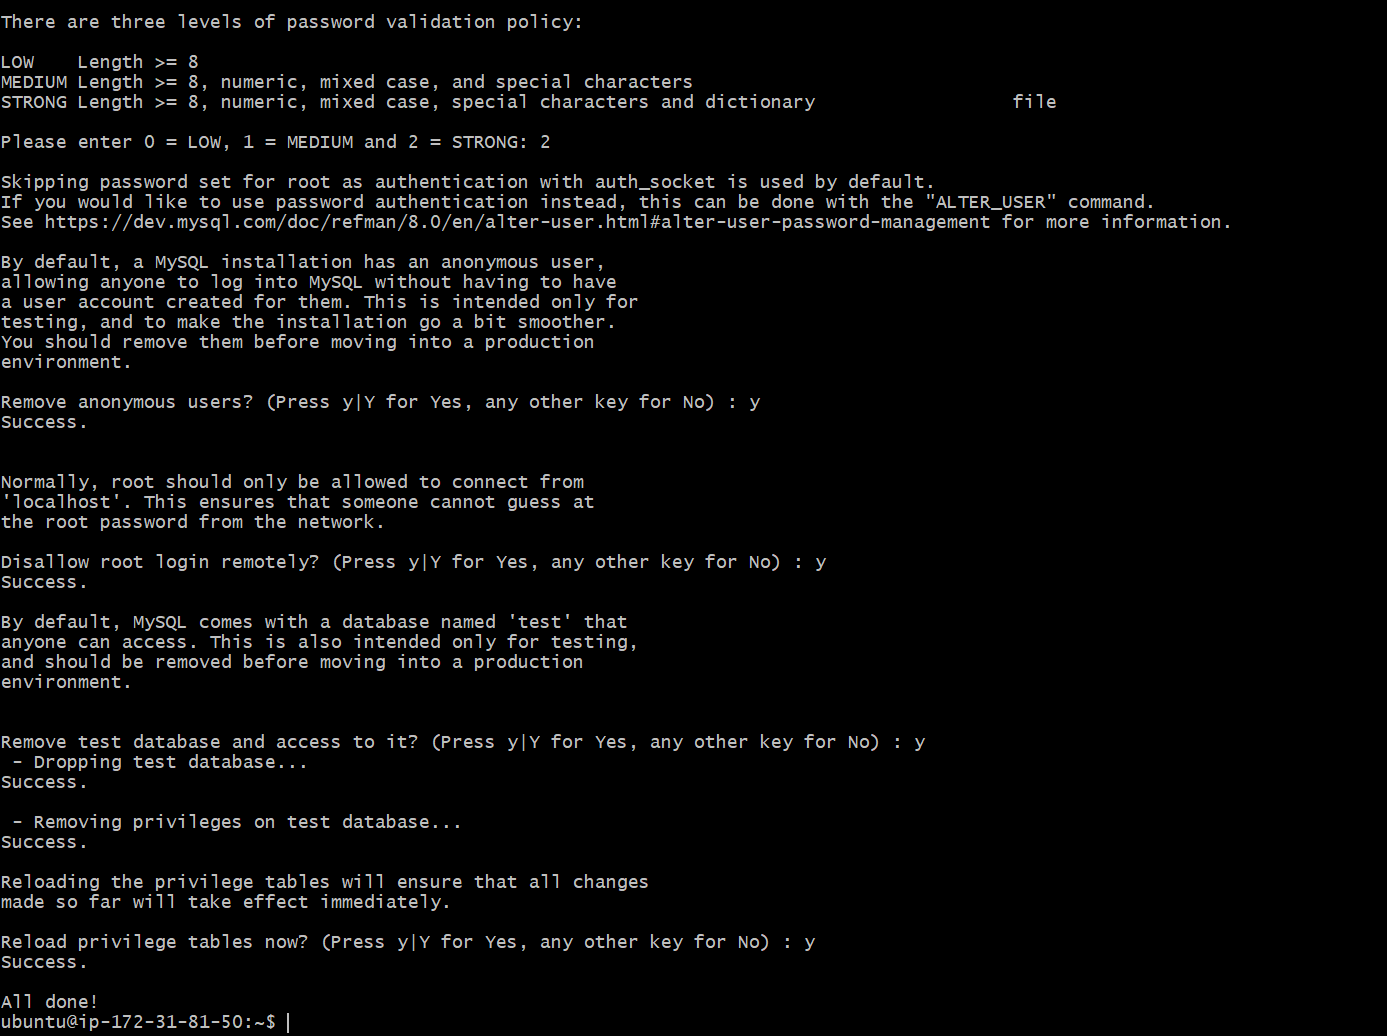 There are three levels of password validation policy:
LOW    Length >= 8
MEDIUM Length >= 8, numeric, mixed case, and special characters
STRONG Length >= 8, numeric, mixed case, special characters and dictionary                  file
Please enter 0 = LOW, 1 = MEDIUM and 2 = STRONG: 2
Skipping password set for root as authentication with auth_socket is used by default.
If you would like to use password authentication instead, this can be done with the "ALTER_USER" command.
See https://dev.mysql.com/doc/refman/8.0/en/alter-user.html#alter-user-password-management for more information.
By default, a MySQL installation has an anonymous user,
allowing anyone to log into MySQL without having to have
a user account created for them. This is intended only for
testing, and to make the installation go a bit smoother.
You should remove them before moving into a production
environment.
Remove anonymous users? (Press y|Y for Yes, any other key for No) : y
Success.
Normally, root should only be allowed to connect from
'localhost'. This ensures that someone cannot guess at
the root password from the network.
Disallow root login remotely? (Press y|Y for Yes, any other key for No) : y
Success.
By default, MySQL comes with a database named 'test' that
anyone can access. This is also intended only for testing,
and should be removed before moving into a production
environment.
Remove test database and access to it? (Press y|Y for Yes, any other key for No) : y
 - Dropping test database...
Success.
 - Removing privileges on test database...
Success.
Reloading the privilege tables will ensure that all changes
made so far will take effect immediately.
Reload privilege tables now? (Press y|Y for Yes, any other key for No) : y
Success.
All done!
ubuntu@ip-172-31-81-50:~$